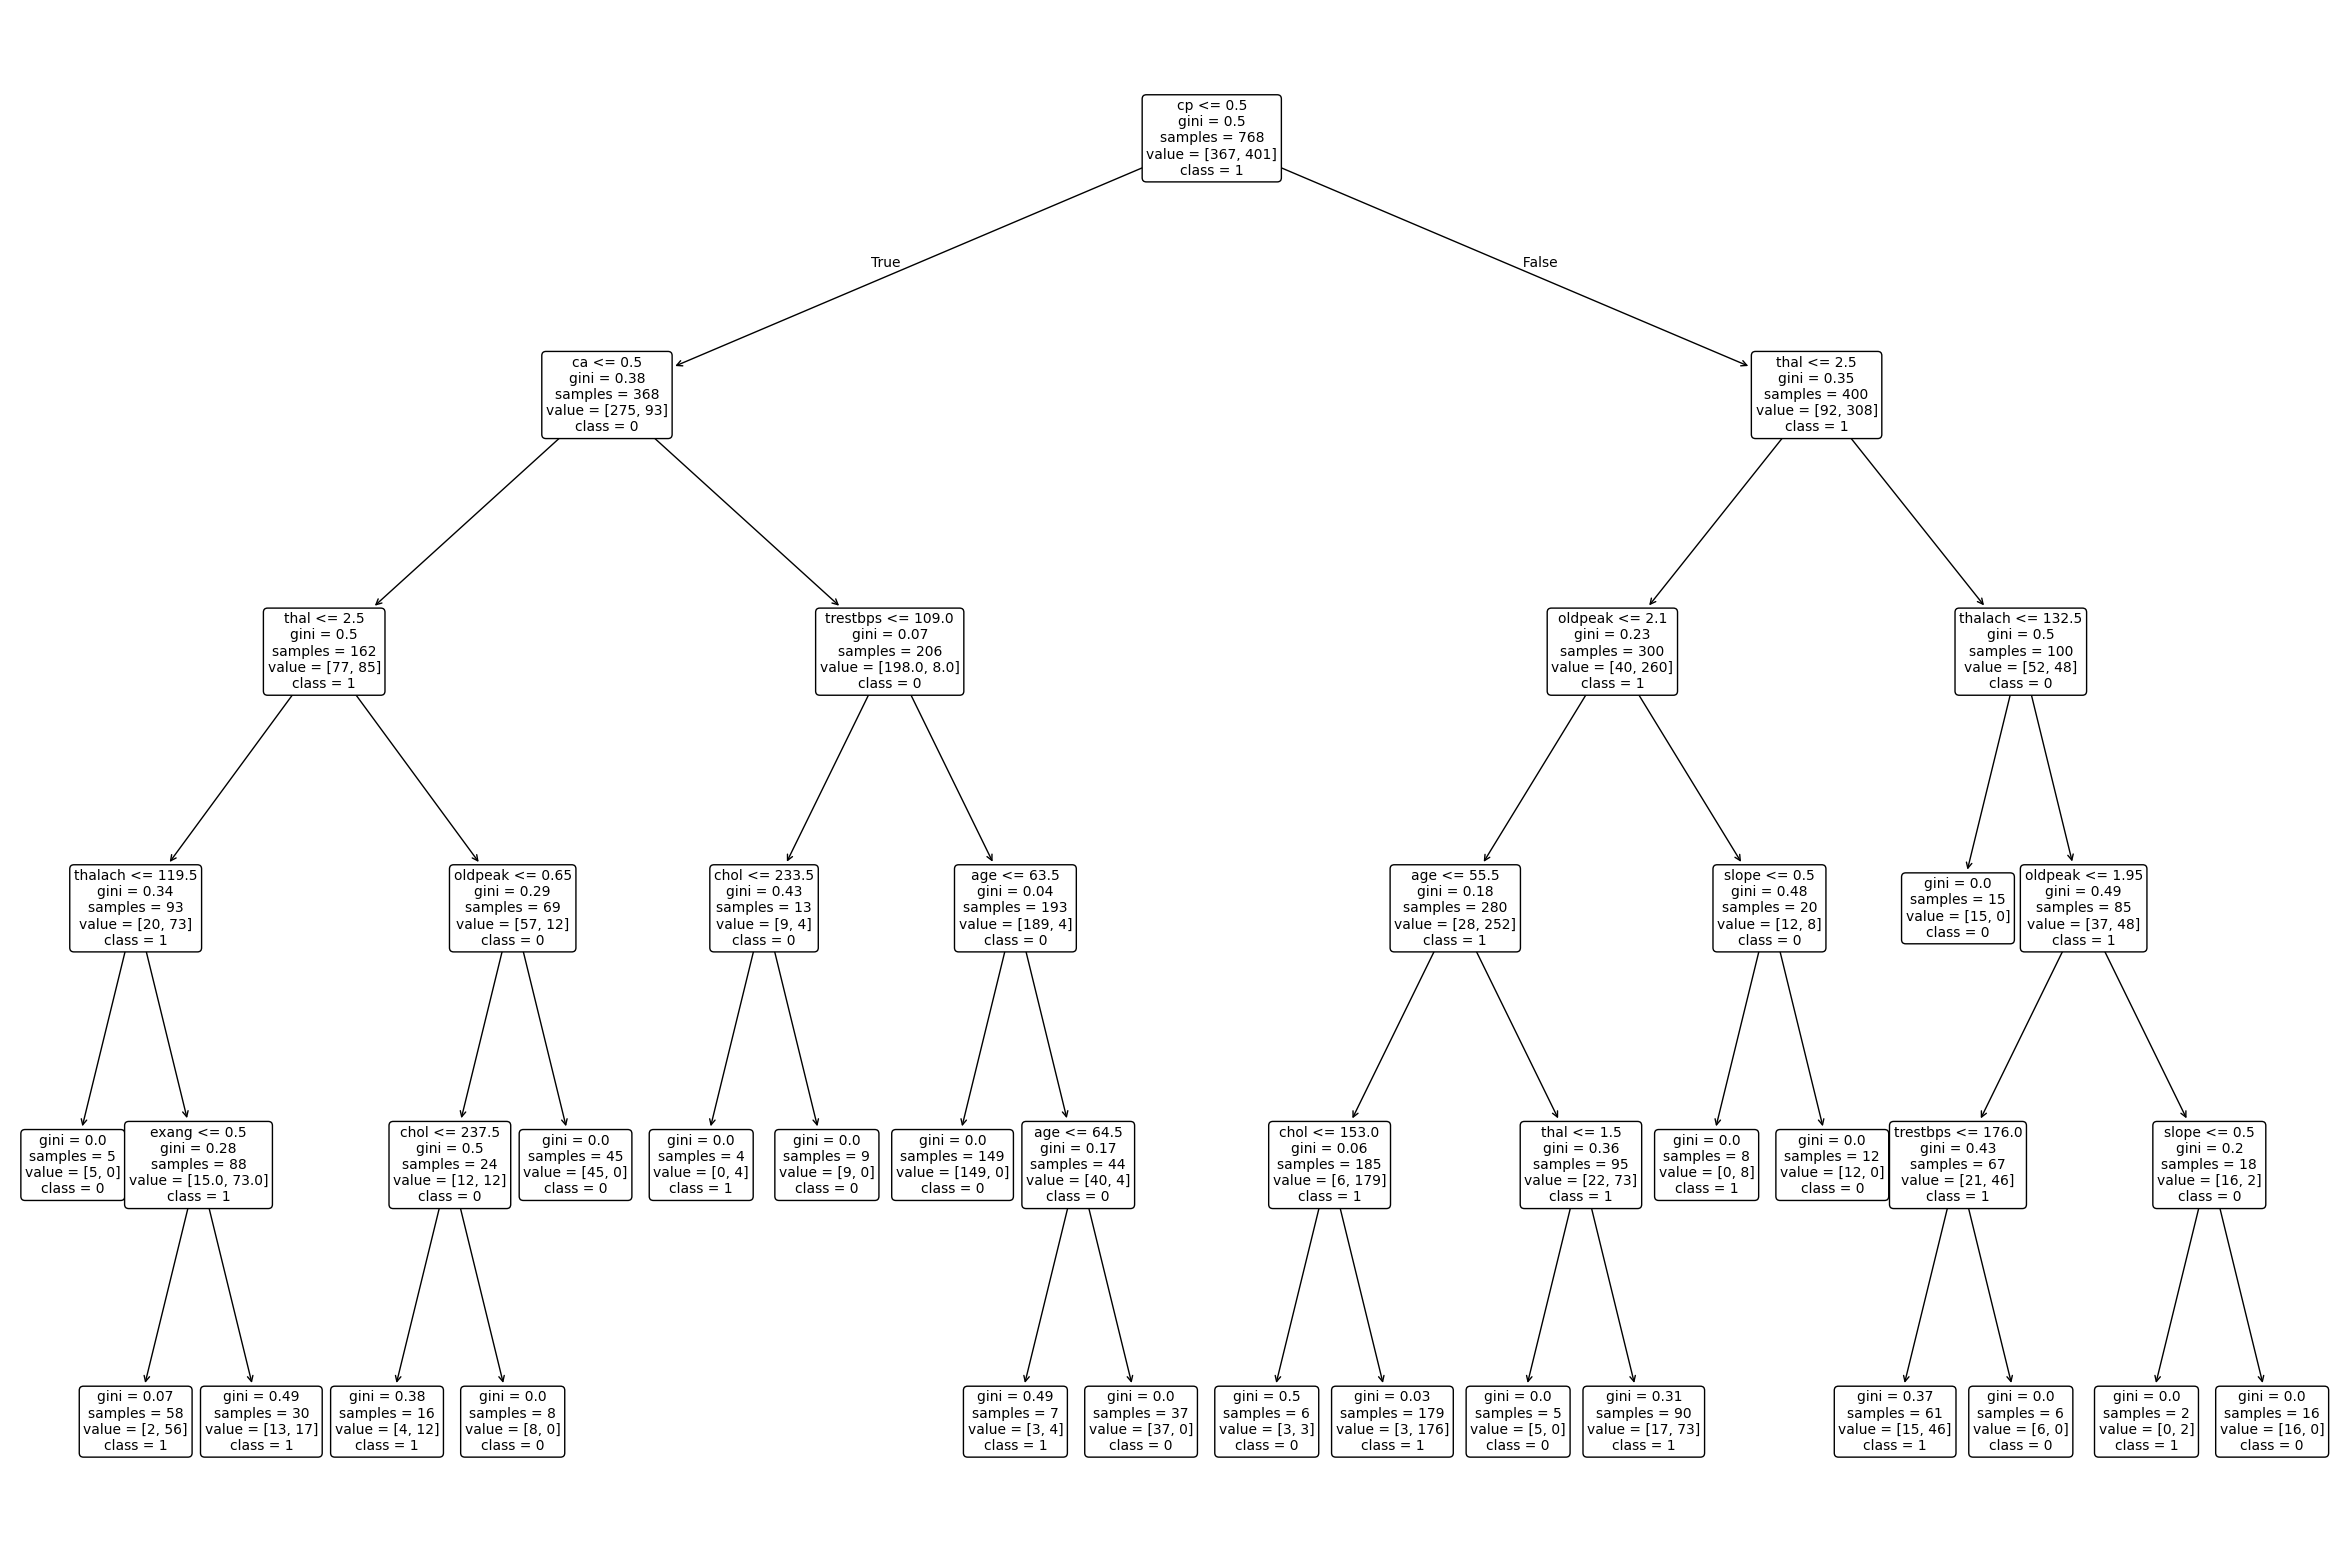 cp <= 0.5
gini = 0.5
samples = 768
value = [367, 401]
class = 1
True
False
ca <= 0.5
gini = 0.38
samples = 368
value = [275, 93]
class = 0
thal <= 2.5
gini = 0.35
samples = 400
value = [92, 308]
class = 1
thal <= 2.5
gini = 0.5
samples = 162
value = [77, 85]
class = 1
trestbps <= 109.0
gini = 0.07
samples = 206
value = [198.0, 8.0]
class = 0
oldpeak <= 2.1
gini = 0.23
samples = 300
value = [40, 260]
class = 1
thalach <= 132.5
gini = 0.5
samples = 100
value = [52, 48]
class = 0
thalach <= 119.5
gini = 0.34
samples = 93
value = [20, 73]
class = 1
oldpeak <= 0.65
gini = 0.29
samples = 69
value = [57, 12]
class = 0
chol <= 233.5
gini = 0.43
samples = 13
value = [9, 4]
class = 0
age <= 63.5
gini = 0.04
samples = 193
value = [189, 4]
class = 0
age <= 55.5
gini = 0.18
samples = 280
value = [28, 252]
class = 1
slope <= 0.5
gini = 0.48
samples = 20
value = [12, 8]
class = 0
gini = 0.0
samples = 15
value = [15, 0]
class = 0
oldpeak <= 1.95
gini = 0.49
samples = 85
value = [37, 48]
class = 1
gini = 0.0
samples = 5
value = [5, 0]
class = 0
exang <= 0.5
gini = 0.28
samples = 88
value = [15.0, 73.0]
class = 1
chol <= 237.5
gini = 0.5
samples = 24
value = [12, 12]
class = 0
gini = 0.0
samples = 45
value = [45, 0]
class = 0
gini = 0.0
samples = 4
value = [0, 4]
class = 1
gini = 0.0
samples = 9
value = [9, 0]
class = 0
gini = 0.0
samples = 149
value = [149, 0]
class = 0
age <= 64.5
gini = 0.17
samples = 44
value = [40, 4]
class = 0
chol <= 153.0
gini = 0.06
samples = 185
value = [6, 179]
class = 1
thal <= 1.5
gini = 0.36
samples = 95
value = [22, 73]
class = 1
gini = 0.0
samples = 8
value = [0, 8]
class = 1
gini = 0.0
samples = 12
value = [12, 0]
class = 0
trestbps <= 176.0
gini = 0.43
samples = 67
value = [21, 46]
class = 1
slope <= 0.5
gini = 0.2
samples = 18
value = [16, 2]
class = 0
gini = 0.07
samples = 58
value = [2, 56]
class = 1
gini = 0.49
samples = 30
value = [13, 17]
class = 1
gini = 0.38
samples = 16
value = [4, 12]
class = 1
gini = 0.0
samples = 8
value = [8, 0]
class = 0
gini = 0.49
samples = 7
value = [3, 4]
class = 1
gini = 0.0
samples = 37
value = [37, 0]
class = 0
gini = 0.5
samples = 6
value = [3, 3]
class = 0
gini = 0.03
samples = 179
value = [3, 176]
class = 1
gini = 0.0
samples = 5
value = [5, 0]
class = 0
gini = 0.31
samples = 90
value = [17, 73]
class = 1
gini = 0.37
samples = 61
value = [15, 46]
class = 1
gini = 0.0
samples = 6
value = [6, 0]
class = 0
gini = 0.0
samples = 2
value = [0, 2]
class = 1
gini = 0.0
samples = 16
value = [16, 0]
class = 0